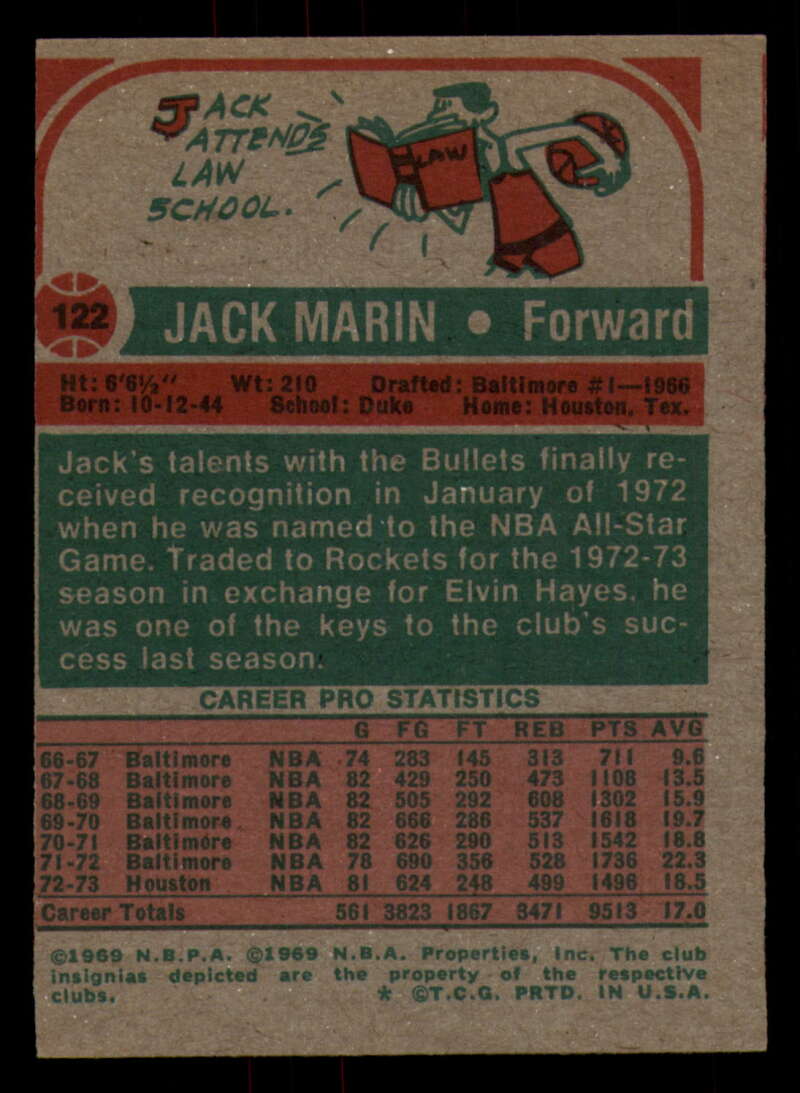 JACK
ATTENDS
LAW
SCHOOL.
LAW
122
JACK MARIN • Forward
Ht: 6'6½" Wt: 210 Drafted: Baltimore #1—1966
Born: 10-12-44 School: Duke Home: Houston, Tex.
Jack's talents with the Bullets finally re-
ceived recognition in January of 1972
when he was named to the NBA All-Star
Game. Traded to Rockets for the 1972-73
season in exchange for Elvin Hayes, he
was one of the keys to the club's suc-
cess last season.
CAREER PRO STATISTICS
G FG FT REB PTS AVG
66-67 Baltimore NBA 74 283 145 313 711 9.6
67-68 Baltimore NBA 82 429 250 473 1108 13.5
68-69 Baltimore NBA 82 505 292 608 1302 15.9
69-70 Baltimore NBA 82 666 286 537 1618 19.7
70-71 Baltimore NBA 82 626 290 513 1542 18.8
71-72 Baltimore NBA 78 690 356 528 1736 22.3
72-73 Houston NBA 81 624 248 499 1496 18.5
Career Totals 561 3823 1867 3471 9513 17.0
©1969 N.B.P.A. ©1969 N.B.A. Properties, Inc. The club
insignias depicted are the property of the respective
clubs. * ©T.C.G. PRTD. IN U.S.A.